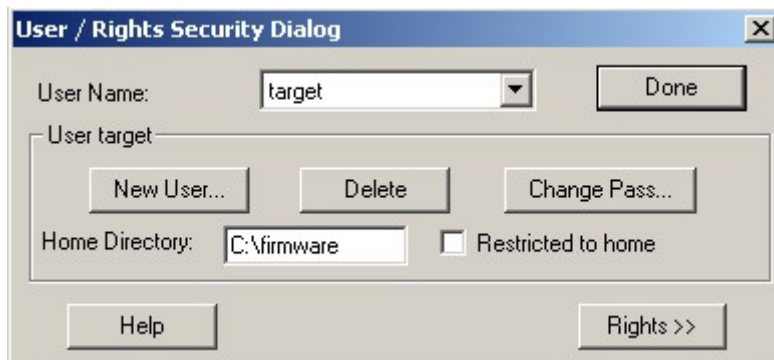 User / Rights Security Dialog
User Name: target Done
User target
New User... Delete Change Pass...
Home Directory: C:\firmware Restricted to home
Help Rights >>